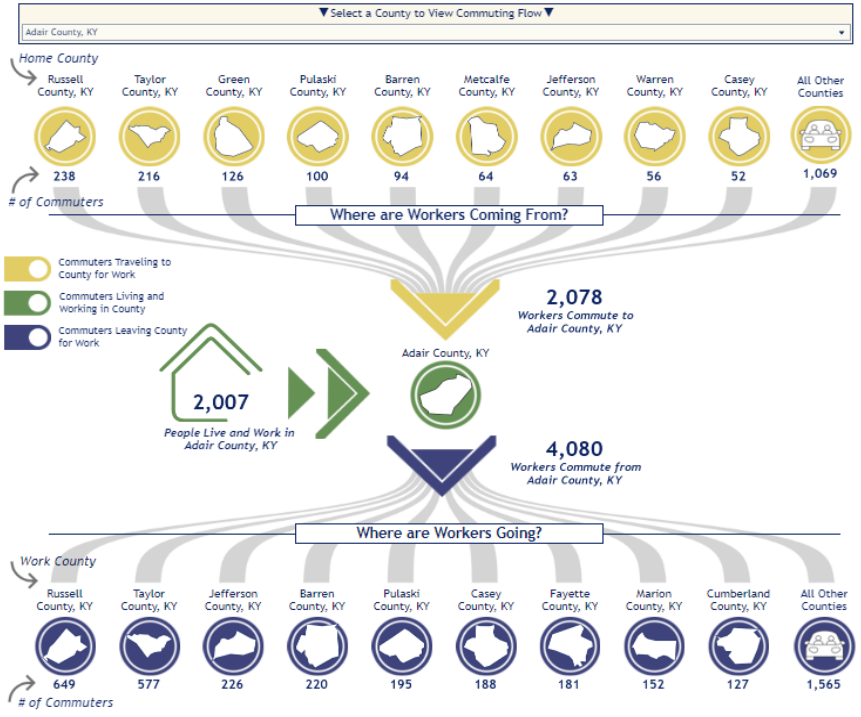 ▼Select a County to View Commuting Flow▼
Adair County, KY
Home County
Russell County, KY
Taylor County, KY
Green County, KY
Pulaski County, KY
Barren County, KY
Metcalfe County, KY
Jefferson County, KY
Warren County, KY
Casey County, KY
All Other Counties
238 216 126 100 94 64 63 56 52 1,069
# of Commuters
Where are Workers Coming From?
Commuters Traveling to
County for Work
Commuters Living and
Working in County
Commuters Leaving County
for Work
2,078
Workers Commute to
Adair County, KY
Adair County, KY
2,007
People Live and Work in
Adair County, KY
4,080
Workers Commute from
Adair County, KY
Where are Workers Going?
Work County
Russell County, KY
Taylor County, KY
Jefferson County, KY
Barren County, KY
Pulaski County, KY
Casey County, KY
Fayette County, KY
Marion County, KY
Cumberland County, KY
All Other Counties
649 577 226 220 195 188 181 152 127 1,565
# of Commuters